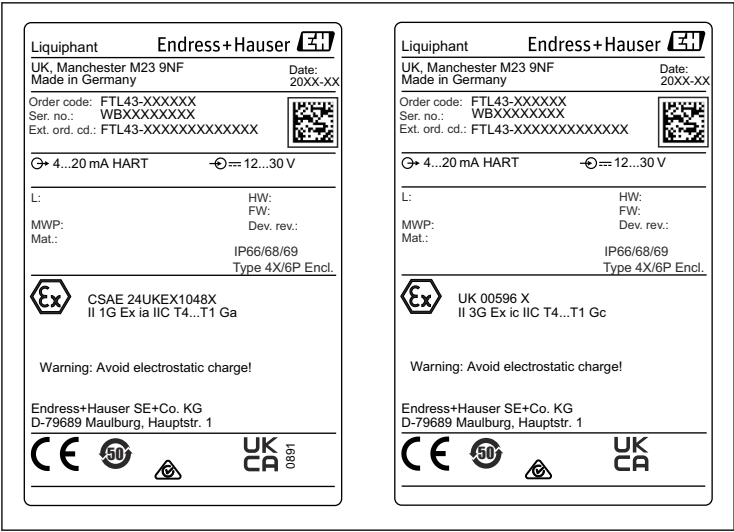 Liquiphant Endress+Hauser EH
UK, Manchester M23 9NF
Made in Germany
Date:
20XX-XX
Order code: FTL43-XXXXXX
Ser. no.: WBXXXXXXXX
Ext. ord. cd.: FTL43-XXXXXXXXXXXXX
4...20 mA HART 12...30 V
L:
HW:
FW:
MWP:
Dev. rev.:
Mat.:
IP66/68/69
Type 4X/6P Encl.
Ex
CSAE 24UKEX1048X
II 1G Ex ia IIC T4...T1 Ga
Warning: Avoid electrostatic charge!
Endress+Hauser SE+Co. KG
D-79689 Maulburg, Hauptstr. 1
CE 50 UK
CA 0891
Liquiphant Endress+Hauser EH
UK, Manchester M23 9NF
Made in Germany
Date:
20XX-XX
Order code: FTL43-XXXXXX
Ser. no.: WBXXXXXXXX
Ext. ord. cd.: FTL43-XXXXXXXXXXXXX
4...20 mA HART 12...30 V
L:
HW:
FW:
MWP:
Dev. rev.:
Mat.:
IP66/68/69
Type 4X/6P Encl.
Ex
UK 00596 X
II 3G Ex ic IIC T4...T1 Gc
Warning: Avoid electrostatic charge!
Endress+Hauser SE+Co. KG
D-79689 Maulburg, Hauptstr. 1
CE 50 UK
CA